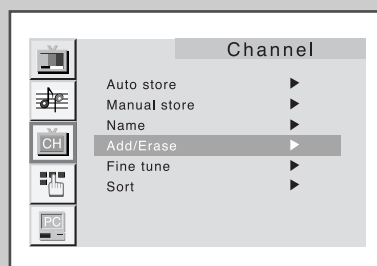 Channel
Auto store ▶
Manual store ▶
Name ▶
CH
Add/Erase ▶
Fine tune ▶
Sort ▶
PC